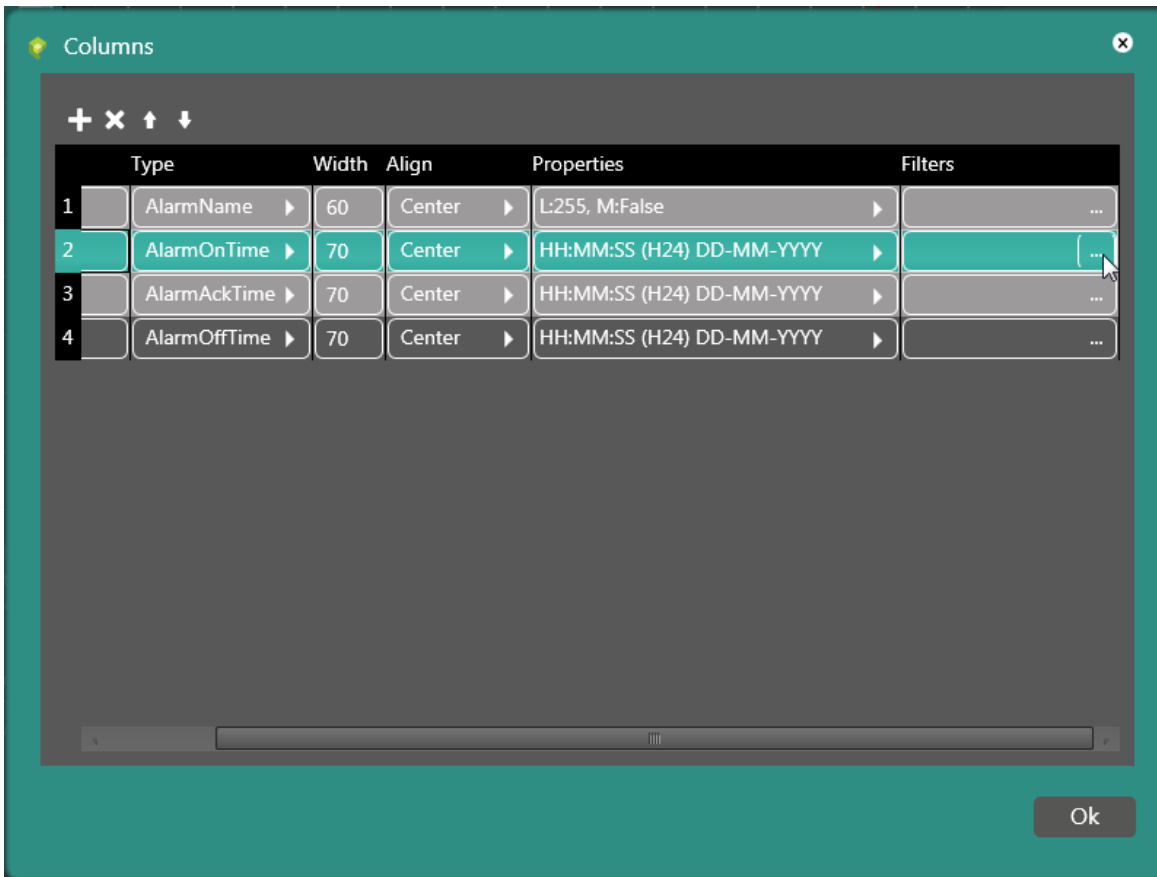 Columns
Type Width Align Properties Filters
1 AlarmName 60 Center L:255, M:False ...
2 AlarmOnTime 70 Center HH:MM:SS (H24) DD-MM-YYYY ...
3 AlarmAckTime 70 Center HH:MM:SS (H24) DD-MM-YYYY ...
4 AlarmOffTime 70 Center HH:MM:SS (H24) DD-MM-YYYY ...
Ok